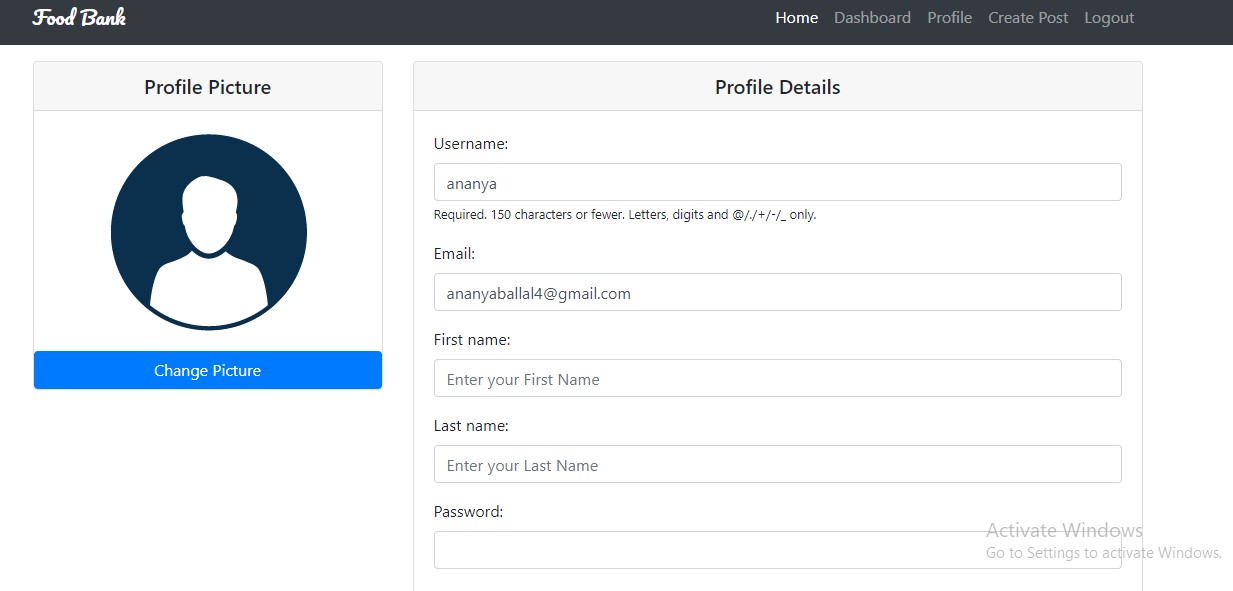 Food Bank
Home Dashboard Profile Create Post Logout
Profile Picture
Change Picture
Profile Details
Username:
ananya
Required. 150 characters or fewer. Letters, digits and @/./+/-/_ only.
Email:
ananyaballal4@gmail.com
First name:
Enter your First Name
Last name:
Enter your Last Name
Password:
Activate Windows
Go to Settings to activate Windows.